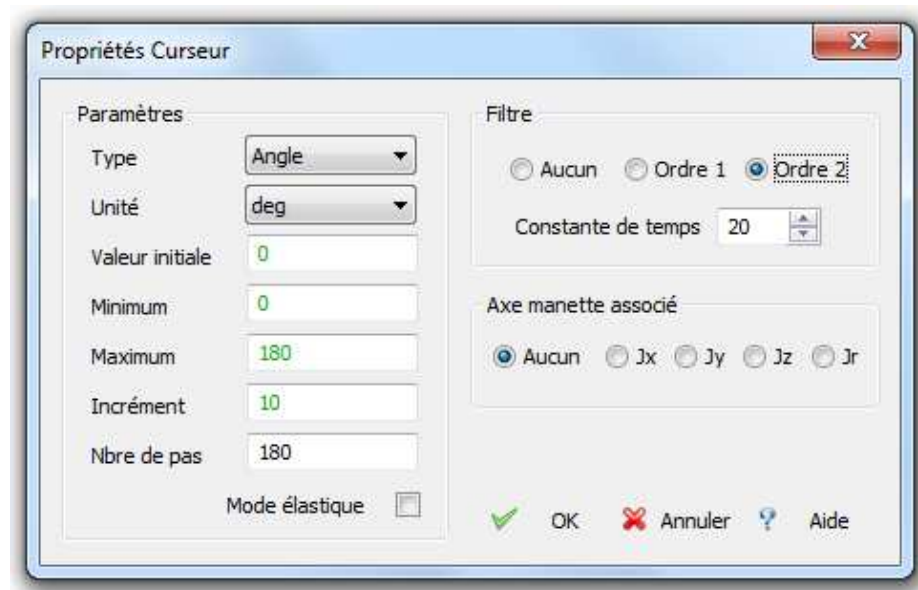 Propriétés Curseur
Paramètres
Type Angle
Unité deg
Valeur initiale 0
Minimum 0
Maximum 180
Incrément 10
Nbre de pas 180
Mode élastique
Filtre
Aucun Ordre 1 Ordre 2
Constante de temps 20
Axe manette associé
Aucun Jx Jy Jz Jr
OK Annuler Aide